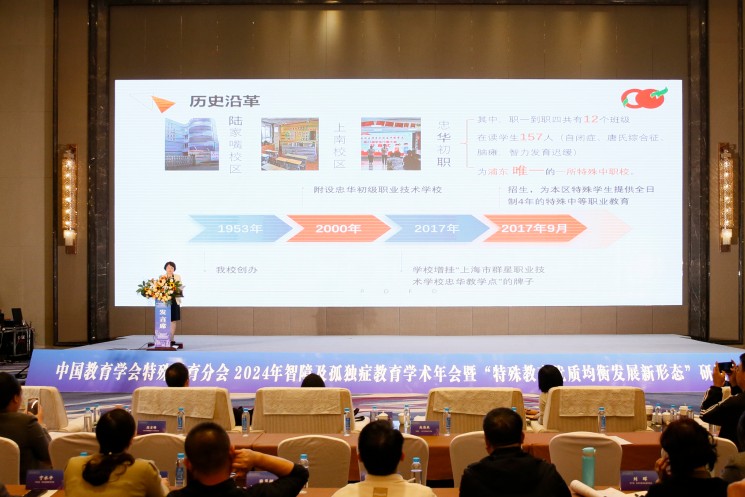 历史沿革
陆家嘴校区
上南校区
忠华初职
其中，职一到职四共有12个班级
在读学生157人（自闭症、唐氏综合征、
脑瘫、智力发育迟缓）
为浦东 唯一的一所特殊中职校。
附设忠华初级职业技术学校
招生，为本区特殊学生提供全日
制4年的特殊中等职业教育
1953年
2000年
2017年
2017年9月
我校创办
学校增挂“上海市群星职业技
术学校忠华教学点”的牌子
发言席
中国教育学会特殊 育分会 2024年智障及孤独症教育学术年会暨“特殊教 质均衡发展新形态”研